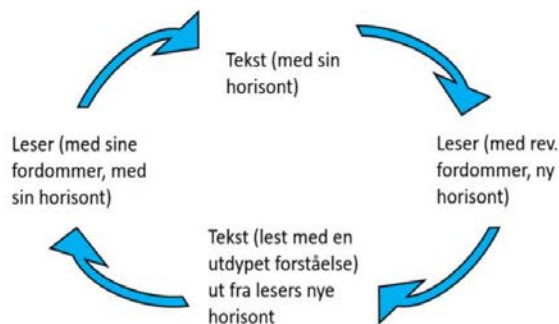 Tekst (med sin
horisont)
Leser (med sine
fordommer, med
sin horisont)
Leser (med rev.
fordommer, ny
horisont)
Tekst (lest med en
utdypet forståelse)
ut fra lesers nye
horisont